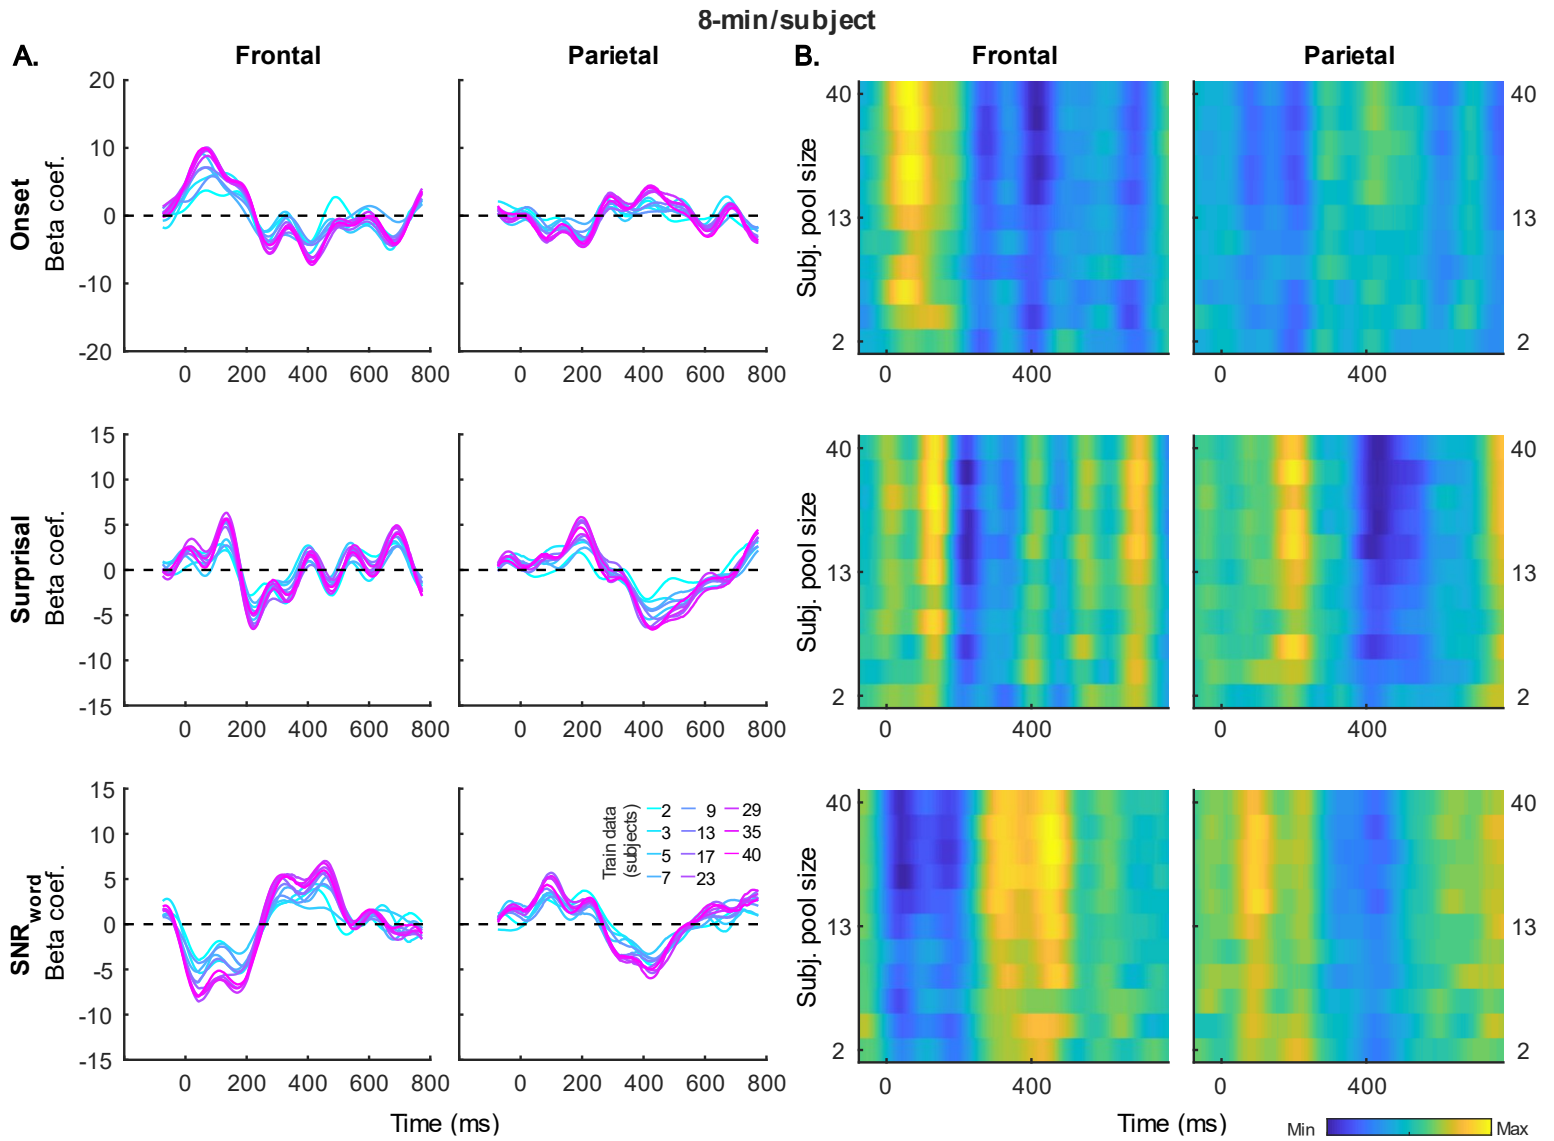 8-min/subject
A. Frontal Parietal B. Frontal Parietal
Onset
Beta coef.
20
10
0
-10
-20
0 200 400 600 800
0 200 400 600 800
Subj. pool size
40
13
2
0 400
0 400
40
13
2
Surprisal
Beta coef.
15
10
5
0
-5
-10
-15
0 200 400 600 800
0 200 400 600 800
Subj. pool size
40
13
2
0 400
0 400
40
13
2
SNRword
Beta coef.
15
10
5
0
-5
-10
-15
Train data
(subjects)
2 9 29
3 13 35
5 17 40
7 23
0 200 400 600 800
0 200 400 600 800
Subj. pool size
40
13
2
0 400
0 400
40
13
2
Time (ms) Time (ms)
Min Max